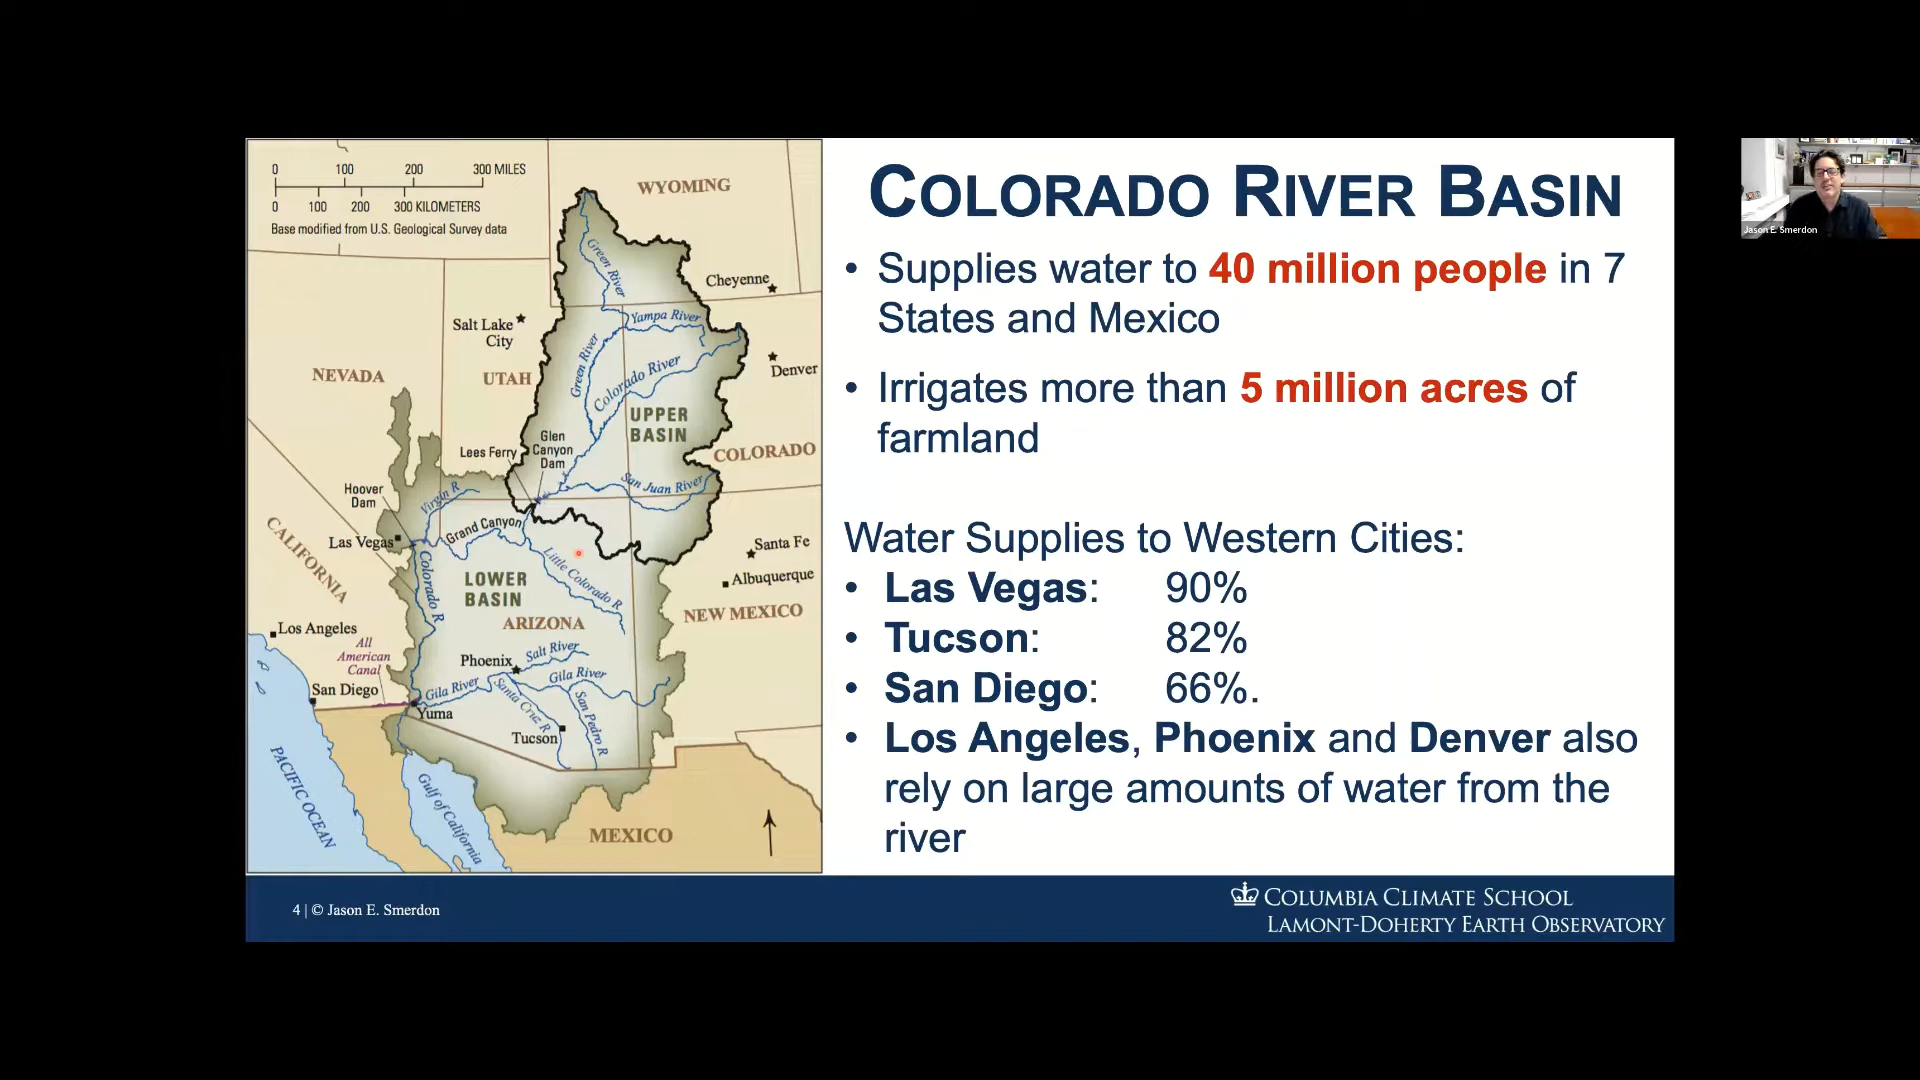 COLORADO RIVER BASIN
• Supplies water to 40 million people in 7
States and Mexico
• Irrigates more than 5 million acres of
farmland
Water Supplies to Western Cities:
• Las Vegas: 90%
• Tucson: 82%
• San Diego: 66%.
• Los Angeles, Phoenix and Denver also
rely on large amounts of water from the
river
0 100 200 300 MILES
0 100 200 300 KILOMETERS
Base modified from U.S. Geological Survey data
WYOMING
Green River
Cheyenne
Salt Lake
City
Yampa River
NEVADA
UTAH
Green River
Colorado River
Denver
UPPER
BASIN
Glen
Canyon
Dam
Lees Ferry
COLORADO
San Juan River
Hoover
Dam
Virgin R
Grand Canyon
Las Vegas
CALIFORNIA
Colorado R
Little Colorado R
Santa Fe
Albuquerque
LOWER
BASIN
ARIZONA
NEW MEXICO
Los Angeles
All
American
Canal
Phoenix
Salt River
San Diego
Gila River
Gila River
Yuma
Santa Cruz R
San Pedro R
Tucson
PACIFIC OCEAN
Gulf of California
MEXICO
4 | © Jason E. Smerdon
COLUMBIA CLIMATE SCHOOL
LAMONT-DOHERTY EARTH OBSERVATORY
Jason E. Smerdon